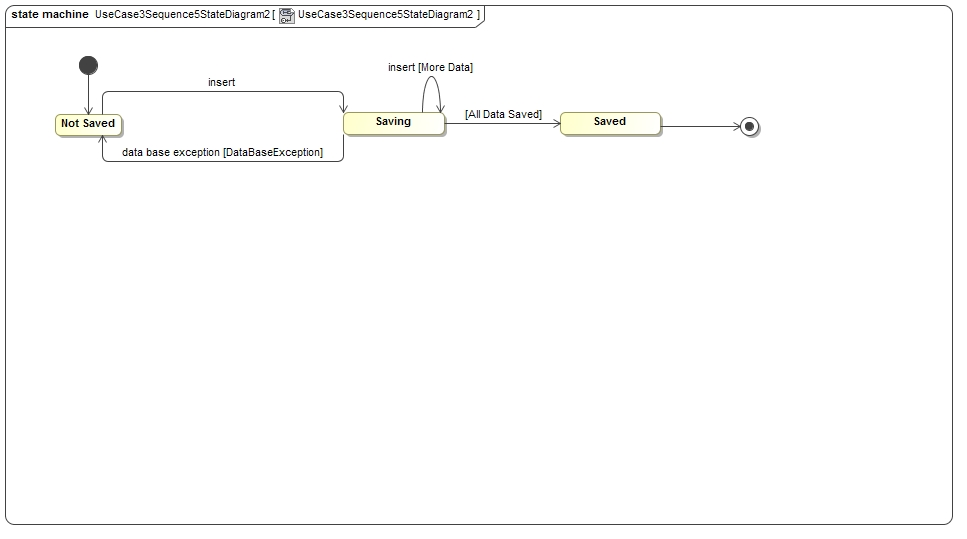 state machine UseCase3Sequence5StateDiagram2 [ UseCase3Sequence5StateDiagram2 ]
insert [More Data]
insert
[All Data Saved]
Not Saved
Saving
Saved
data base exception [DataBaseException]